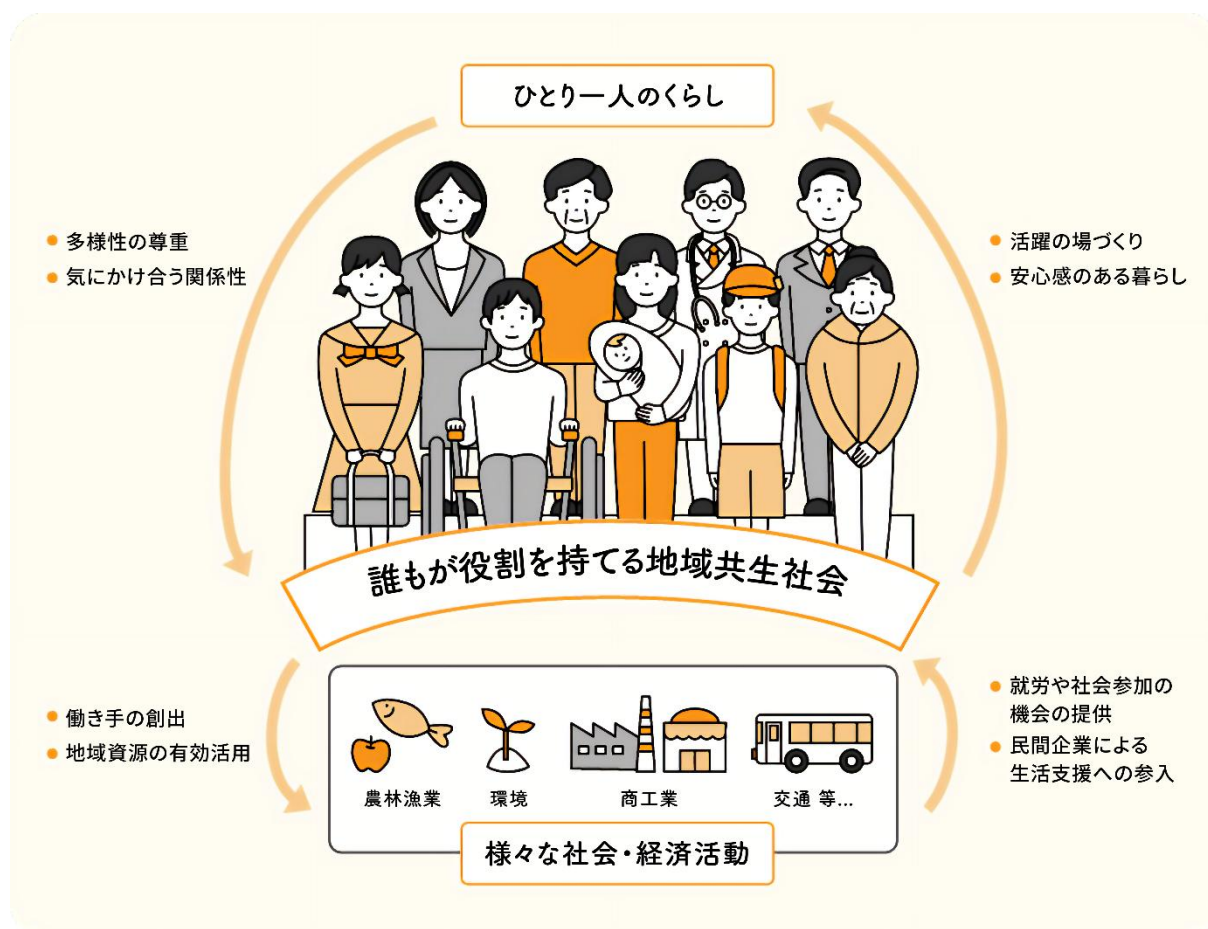 ひとり一人のくらし
多様性の尊重
気にかけ合う関係性
活躍の場づくり
安心感のある暮らし
誰もが役割を持てる地域共生社会
働き手の創出
地域資源の有効活用
就労や社会参加の
機会の提供
民間企業による
生活支援への参入
農林漁業
環境
商工業
交通 等...
様々な社会・経済活動